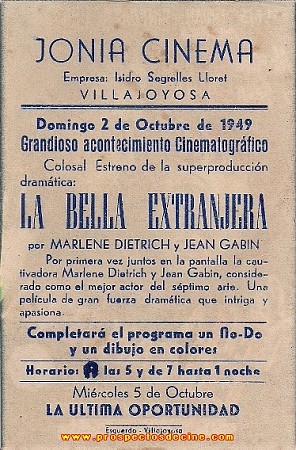 JONIA CINEMA
Empresa: Isidro Segrelles Lloret
VILLAJOYOSA
Domingo 2 de Octubre de 1949
Grandioso acontecimiento Cinematográfico
Colosal Estreno de la superproducción
dramática:
LA BELLA EXTRANJERA
por MARLENE DIETRICH y JEAN GABIN
Por primera vez juntos en la pantalla la cau-
tivadora Marlene Dietrich y Jean Gabin, conside-
rado como el mejor actor del séptimo arte. Una
película de gran fuerza dramática que intriga y
apasiona.
Completará el programa un No-Do
y un dibujo en colores
Horario: A las 5 y de 7 hasta 1 noche
Miércoles 5 de Octubre
LA ULTIMA OPORTUNIDAD
Esquerdo - Villajoyosa
www.prospectosdecine.com